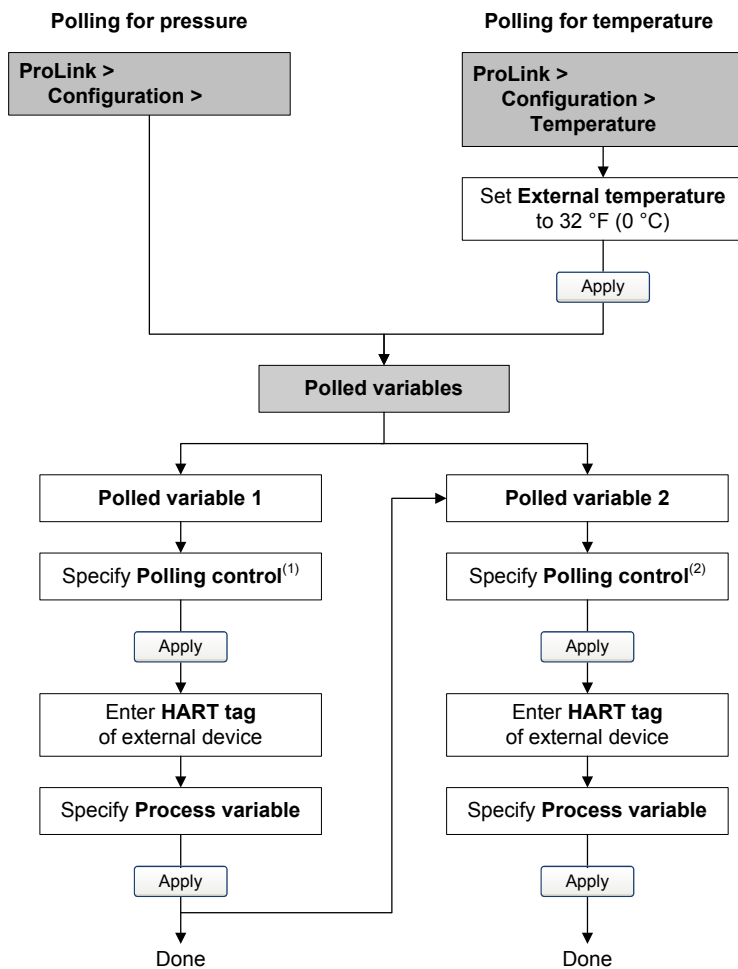 Polling for pressure
Polling for temperature
ProLink >
Configuration >
ProLink >
Configuration >
Temperature
Set External temperature
to 32 °F (0 °C)
Apply
Polled variables
Polled variable 1
Specify Polling control(1)
Apply
Enter HART tag
of external device
Specify Process variable
Apply
Done
Polled variable 2
Specify Polling control(2)
Apply
Enter HART tag
of external device
Specify Process variable
Apply
Done